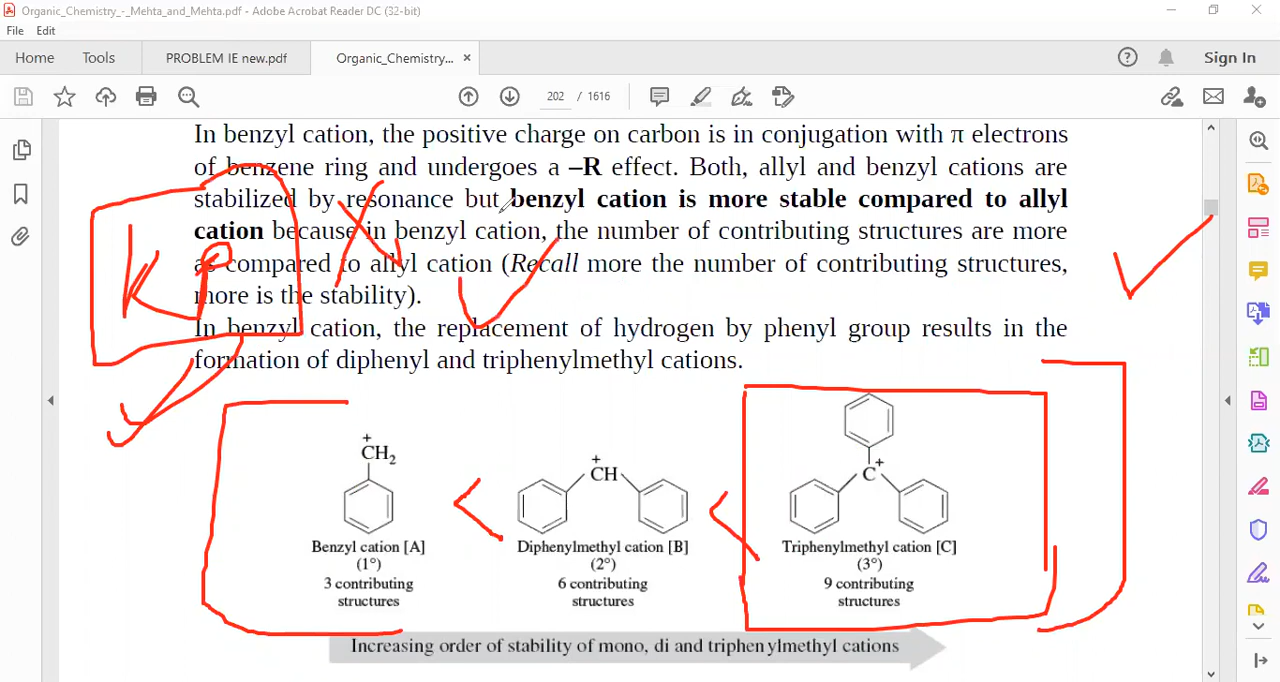 Organic_Chemistry_-_Mehta_and_Mehta.pdf - Adobe Acrobat Reader DC (32-bit)
File Edit
Home Tools PROBLEM IE new.pdf Organic_Chemistry... × Sign In
202 / 1616
In benzyl cation, the positive charge on carbon is in conjugation with π electrons
of benzene ring and undergoes a –R effect. Both, allyl and benzyl cations are
stabilized by resonance but benzyl cation is more stable compared to allyl
cation because in benzyl cation, the number of contributing structures are more
as compared to allyl cation (Recall more the number of contributing structures,
more is the stability).
In benzyl cation, the replacement of hydrogen by phenyl group results in the
formation of diphenyl and triphenylmethyl cations.
+
CH₂
+
CH
C⁺
< <
Benzyl cation [A] Diphenylmethyl cation [B] Triphenylmethyl cation [C]
(1°) (2°) (3°)
3 contributing 6 contributing 9 contributing
structures structures structures
Increasing order of stability of mono, di and triphenylmethyl cations